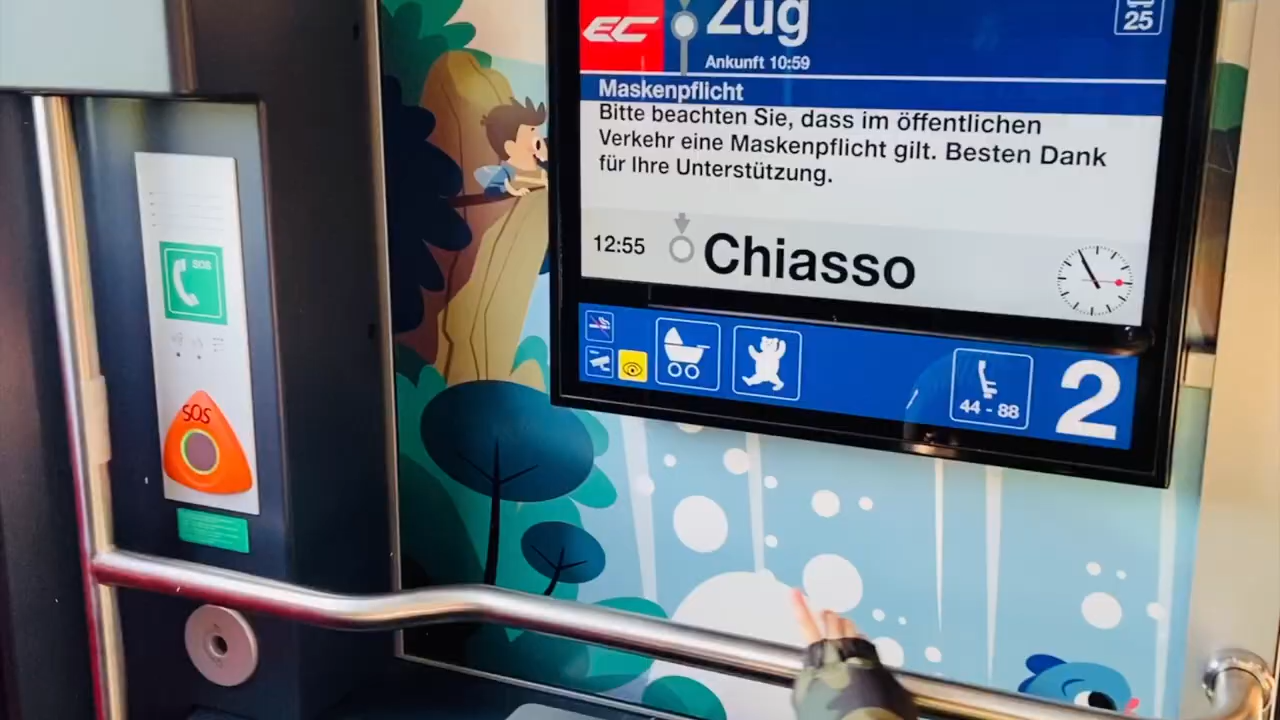 EC
Zug
25
Ankunft 10:59
Maskenpflicht
Bitte beachten Sie, dass im öffentlichen
Verkehr eine Maskenpflicht gilt. Besten Dank
für Ihre Unterstützung.
12:55
Chiasso
44 - 88
2
SOS
SOS